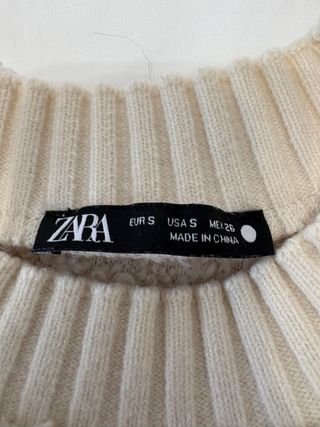 ZARA
EUR S USA S MEX 26
MADE IN CHINA